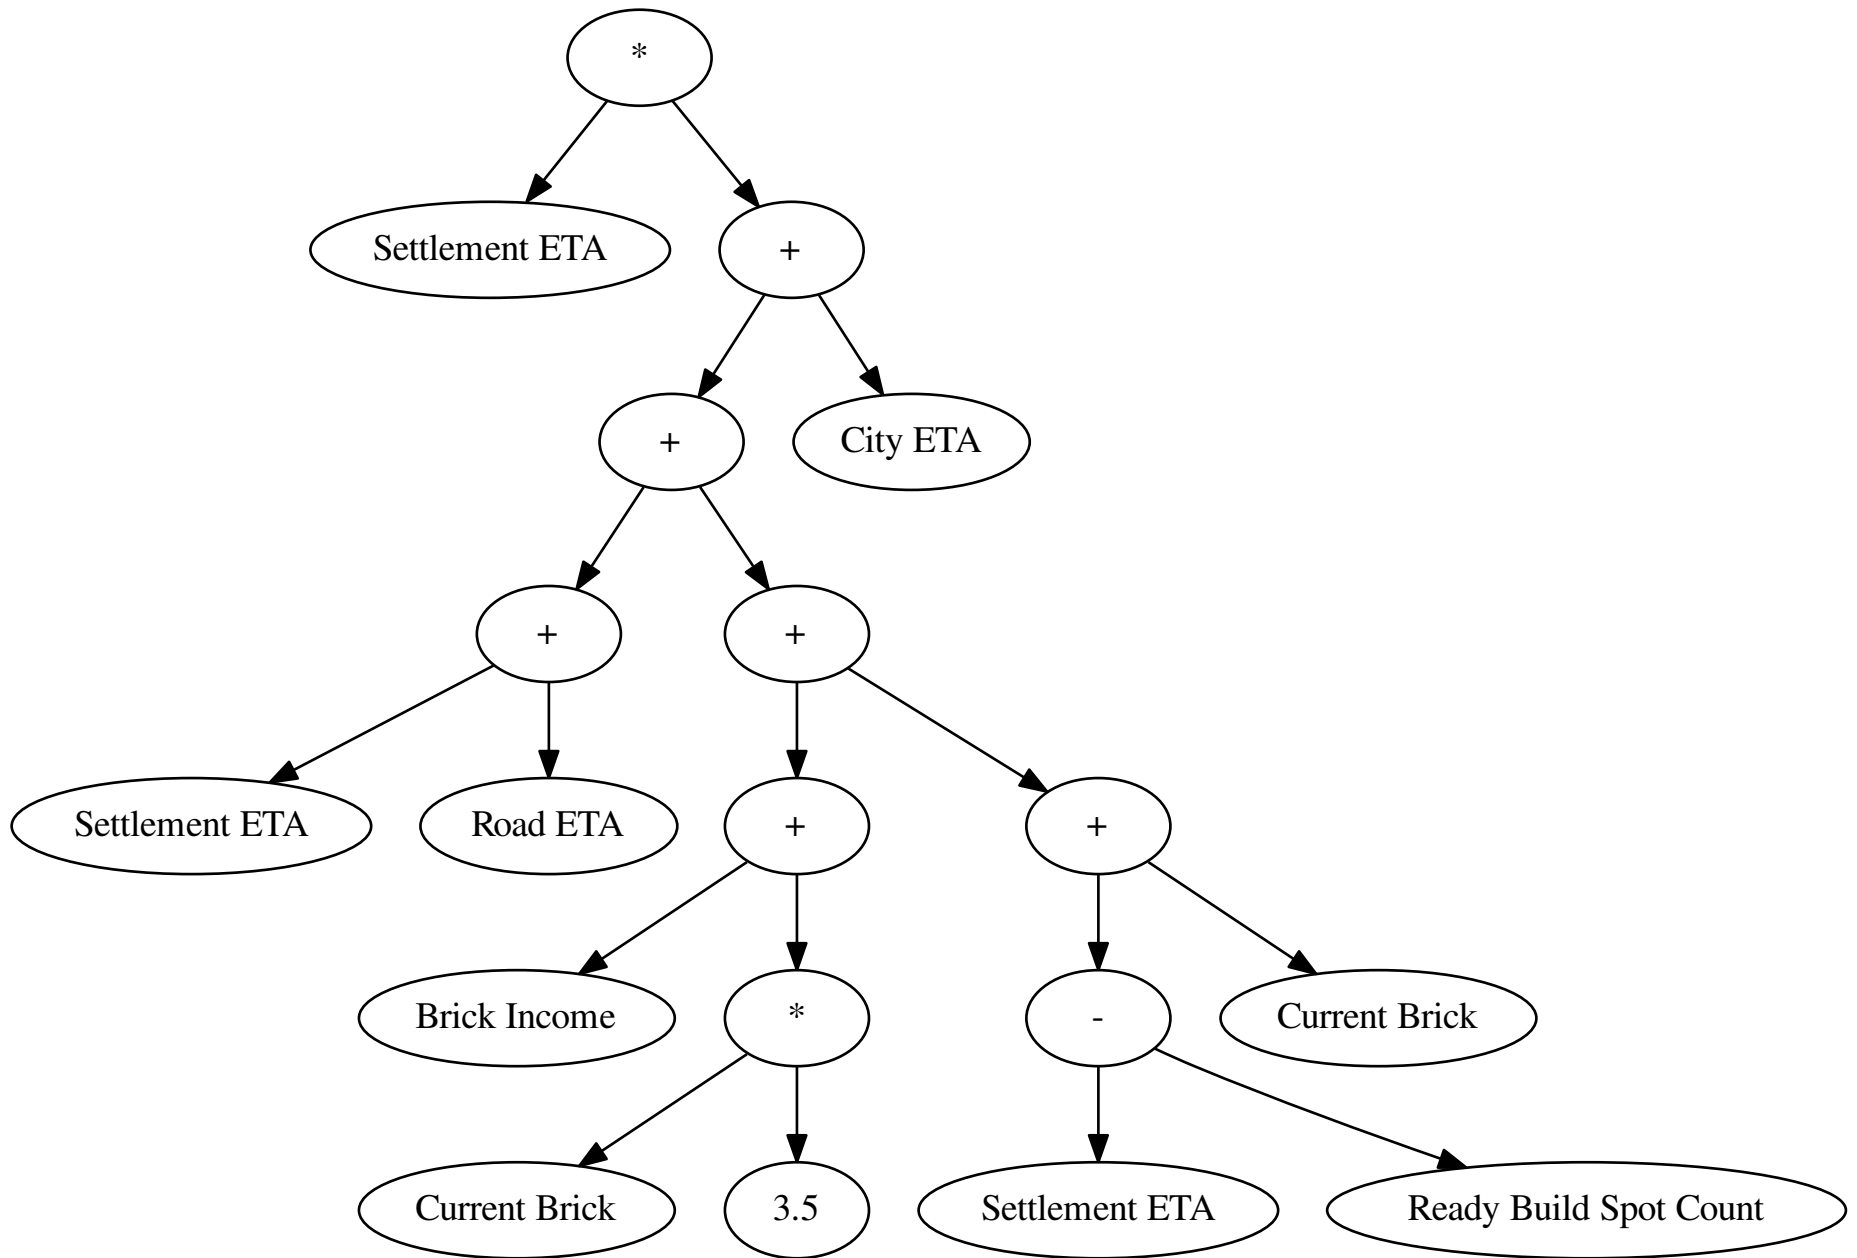 *
Settlement ETA
+
+
City ETA
+
+
Settlement ETA
Road ETA
+
+
Brick Income
*
-
Current Brick
Current Brick
3.5
Settlement ETA
Ready Build Spot Count